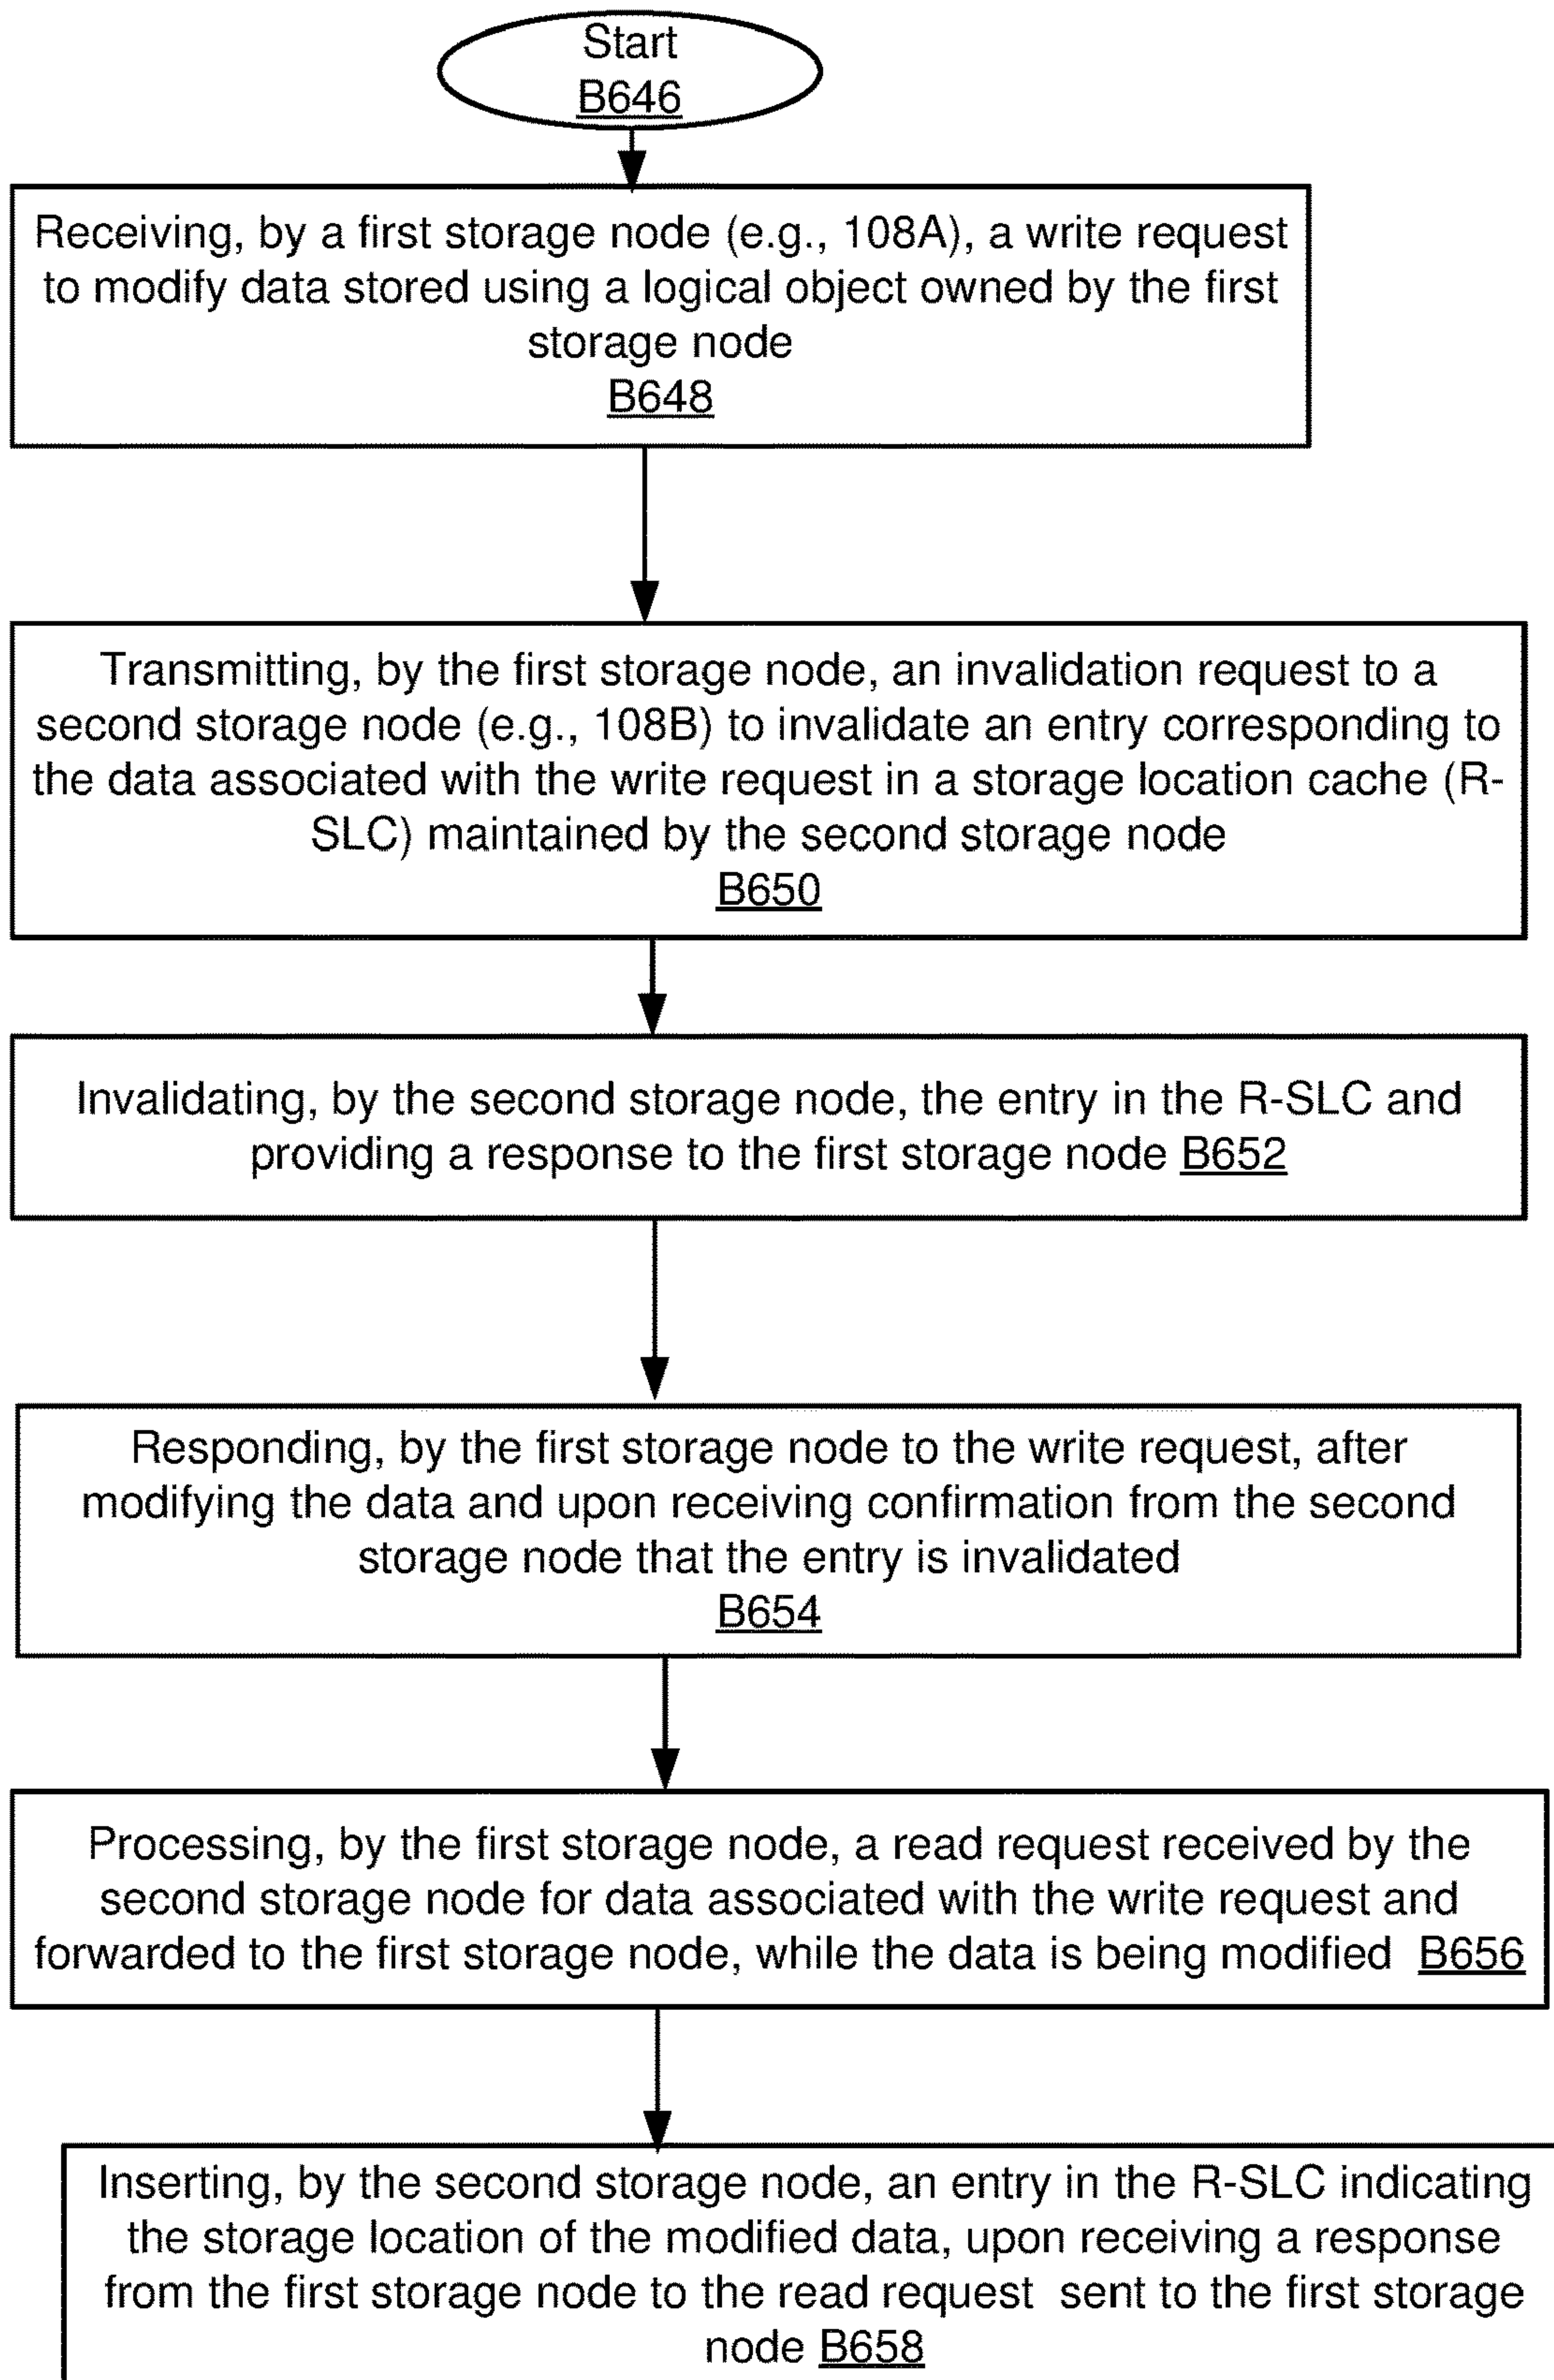 Start
B646
Receiving, by a first storage node (e.g., 108A), a write request
to modify data stored using a logical object owned by the first
storage node
B648
Transmitting, by the first storage node, an invalidation request to a
second storage node (e.g., 108B) to invalidate an entry corresponding to
the data associated with the write request in a storage location cache (R-
SLC) maintained by the second storage node
B650
Invalidating, by the second storage node, the entry in the R-SLC and
providing a response to the first storage node B652
Responding, by the first storage node to the write request, after
modifying the data and upon receiving confirmation from the second
storage node that the entry is invalidated
B654
Processing, by the first storage node, a read request received by the
second storage node for data associated with the write request and
forwarded to the first storage node, while the data is being modified B656
Inserting, by the second storage node, an entry in the R-SLC indicating
the storage location of the modified data, upon receiving a response
from the first storage node to the read request sent to the first storage
node B658